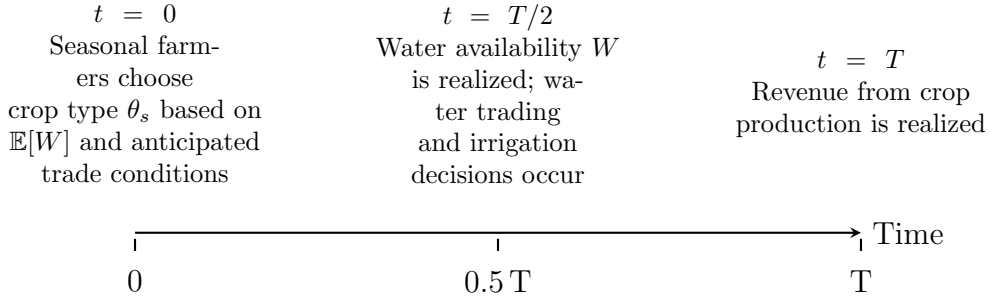 t = 0
Seasonal farm-
ers choose
crop type θ_s based on
𝔼[W] and anticipated
trade conditions
t = T/2
Water availability W
is realized; wa-
ter trading
and irrigation
decisions occur
t = T
Revenue from crop
production is realized
Time
0
0.5 T
T